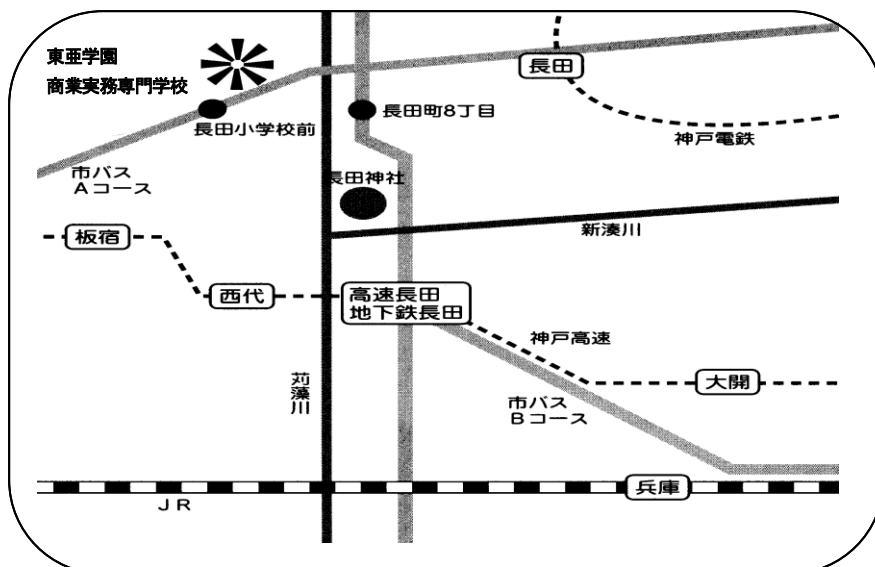 東亜学園
商業実務専門学校
長田
長田小学校前
長田町8丁目
神戸電鉄
市バス
Aコース
長田神社
新湊川
板宿
西代
高速長田
地下鉄長田
神戸高速
苅藻川
大開
市バス
Bコース
兵庫
JR